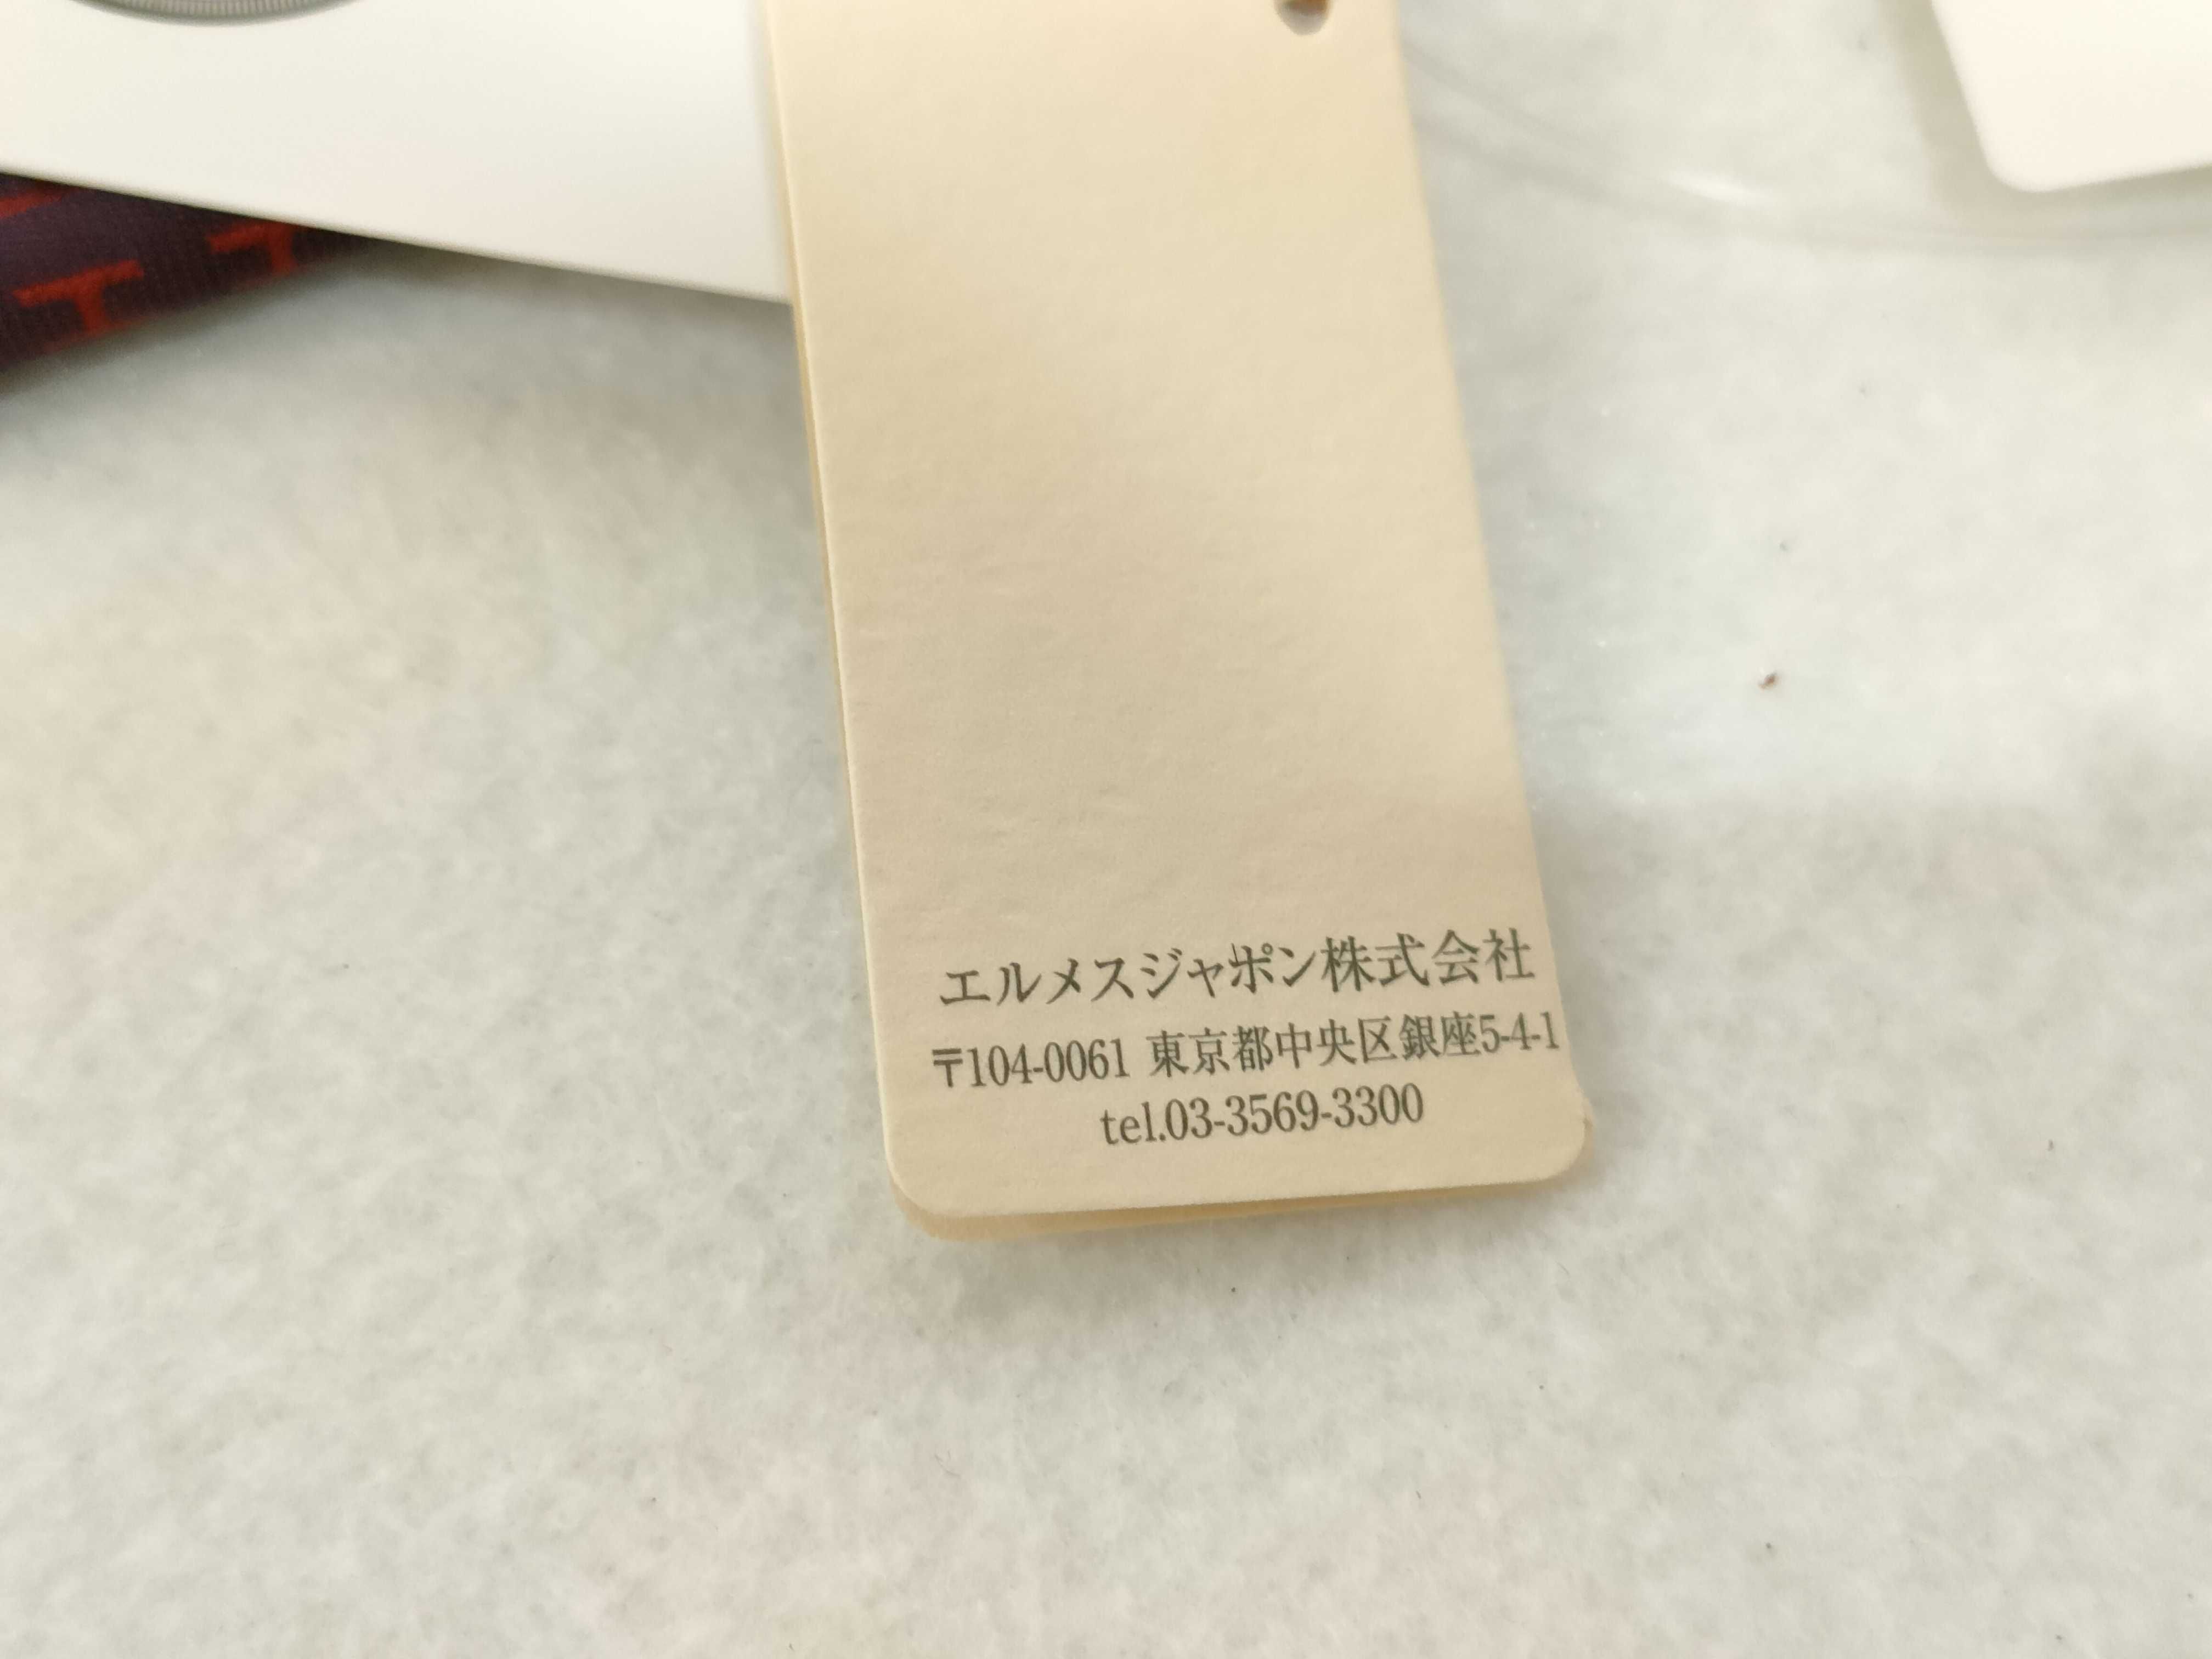 エルメスジャポン株式会社
〒104-0061 東京都中央区銀座5-4-1
tel.03-3569-3300